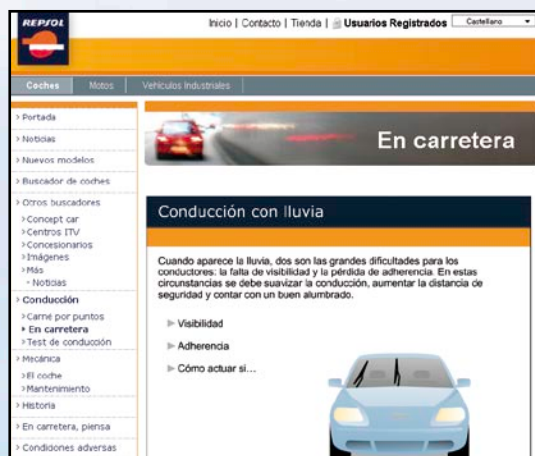 REPSOL
Inicio | Contacto | Tienda | Usuarios Registrados
Castellano
Coches
Motos
Vehículos Industriales
> Portada
> Noticias
> Nuevos modelos
> Buscador de coches
> Otros buscadores
> Concept car
> Centros ITV
> Concesionarios
> Imágenes
> Más
- Noticias
> Conducción
> Carné por puntos
En carretera
> Test de conducción
> Mecánica
> El coche
> Mantenimiento
> Historia
> En carretera, piensa
> Condiciones adversas
En carretera
Conducción con lluvia
Cuando aparece la lluvia, dos son las grandes dificultades para los
conductores: la falta de visibilidad y la pérdida de adherencia. En estas
circunstancias se debe suavizar la conducción, aumentar la distancia de
seguridad y contar con un buen alumbrado.
Visibilidad
Adherencia
Cómo actuar si...